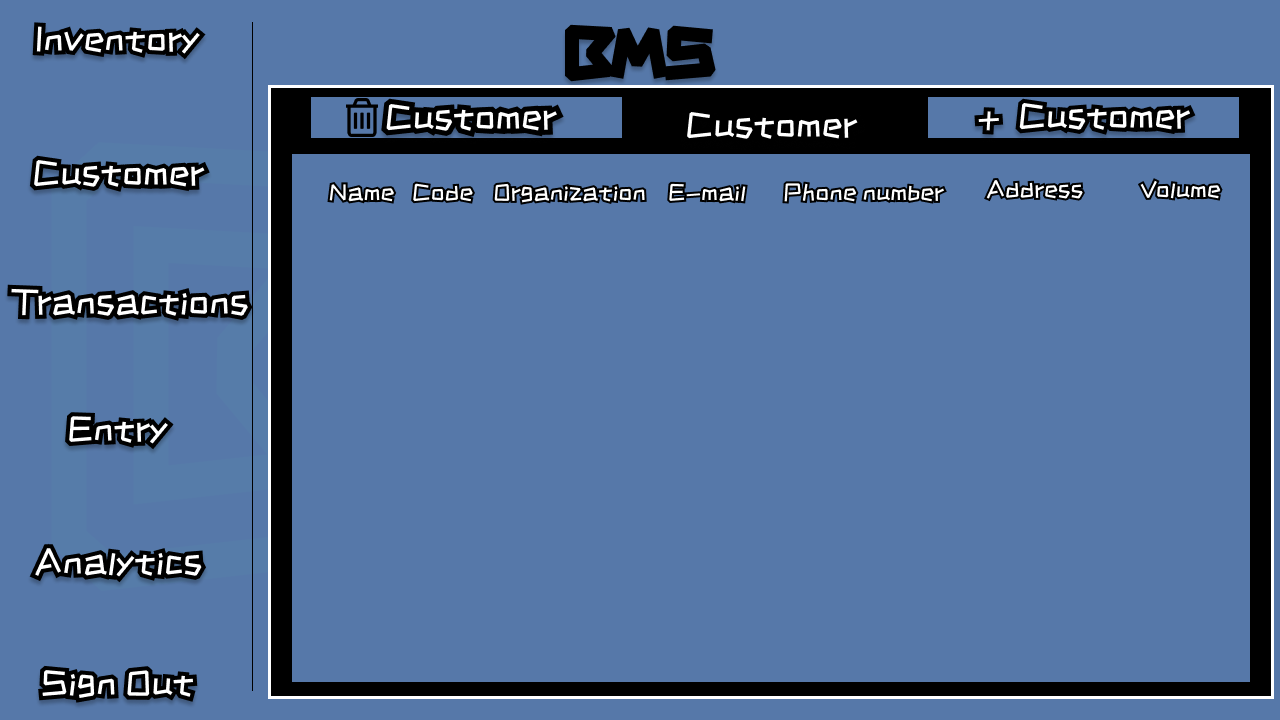 BMS
Inventory
Customer
Transactions
Entry
Analytics
Sign Out
Customer
Customer
+ Customer
Name Code Organization E-mail Phone number Address Volume